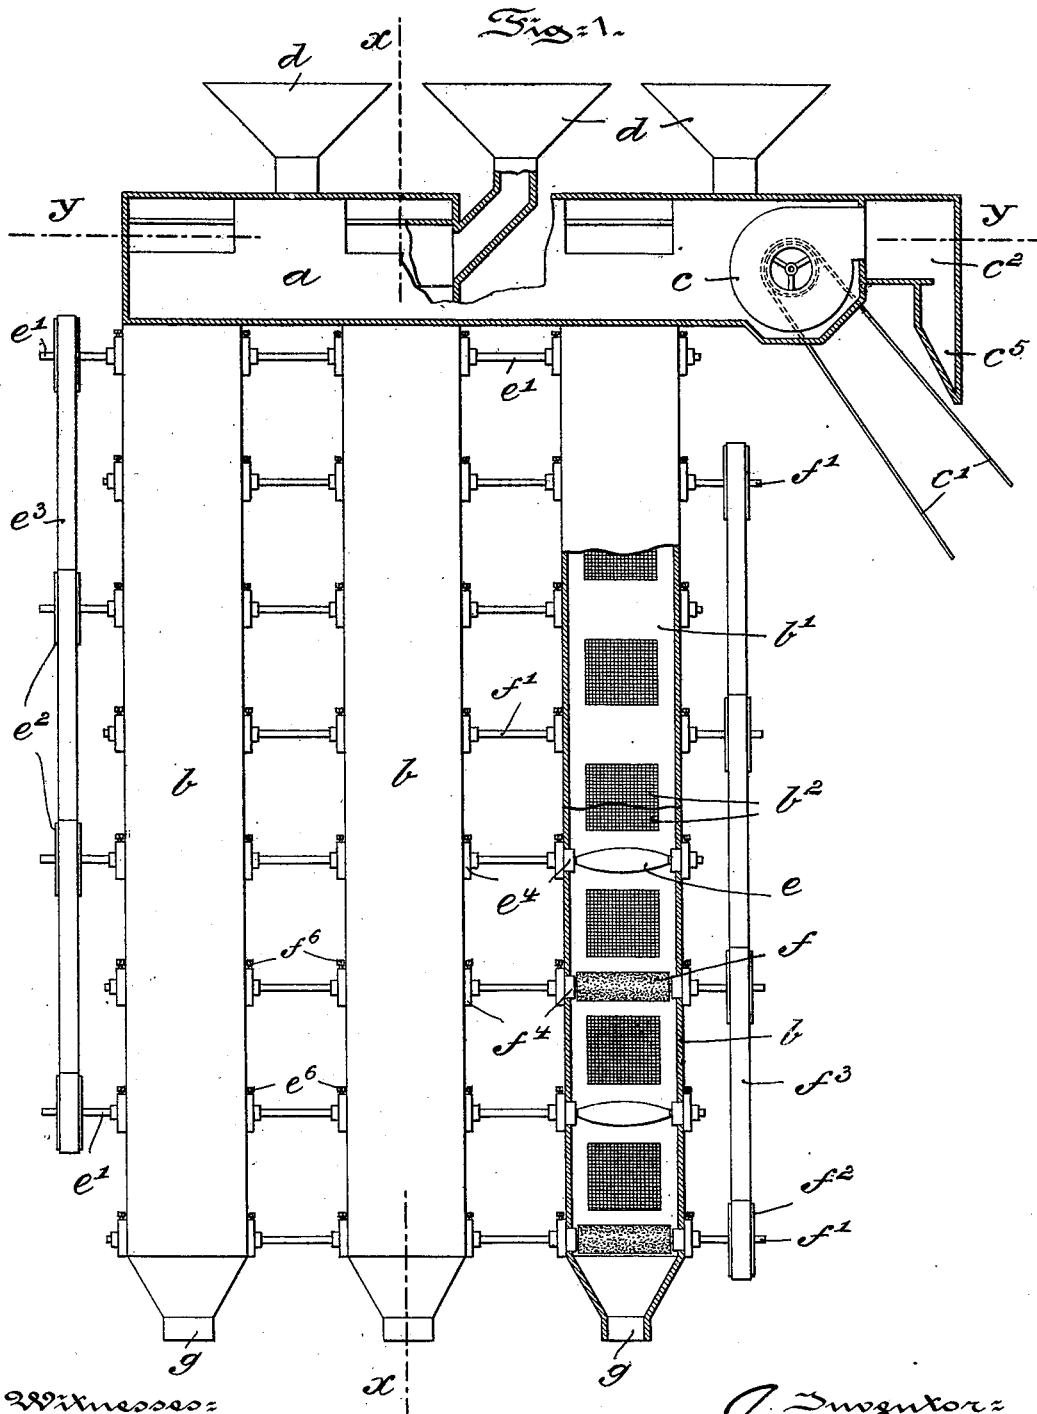 Fig-1.
x
d
d
y
y
a
c
c²
e¹
e¹
c⁵
f¹
c¹
e³
b¹
f¹
e²
b
b
b²
e⁴
e
f⁶
f
f⁴
b
e⁶
f³
e¹
f²
f¹
g
g
x
Witnesses=
Inventor=